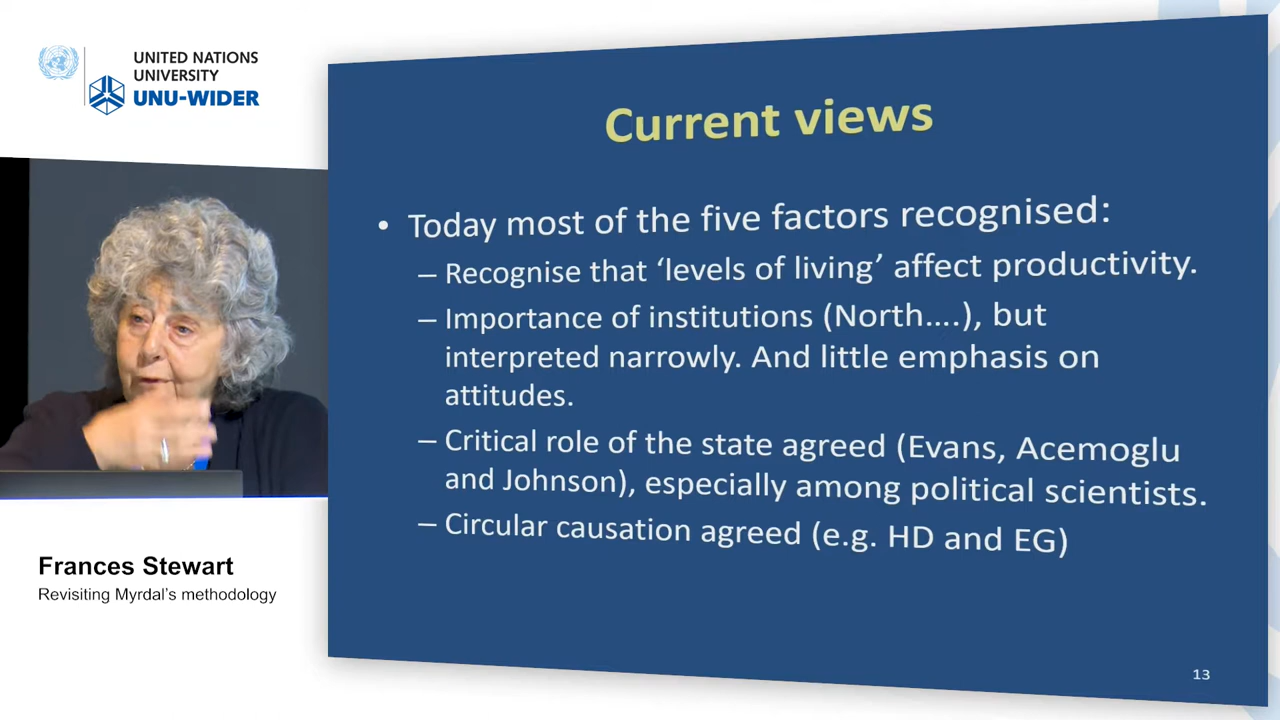 UNITED NATIONS
UNIVERSITY
UNU-WIDER
Current views
• Today most of the five factors recognised:
– Recognise that ‘levels of living’ affect productivity.
– Importance of institutions (North….), but
interpreted narrowly. And little emphasis on
attitudes.
– Critical role of the state agreed (Evans, Acemoglu
and Johnson), especially among political scientists.
– Circular causation agreed (e.g. HD and EG)
Frances Stewart
Revisiting Myrdal’s methodology
13